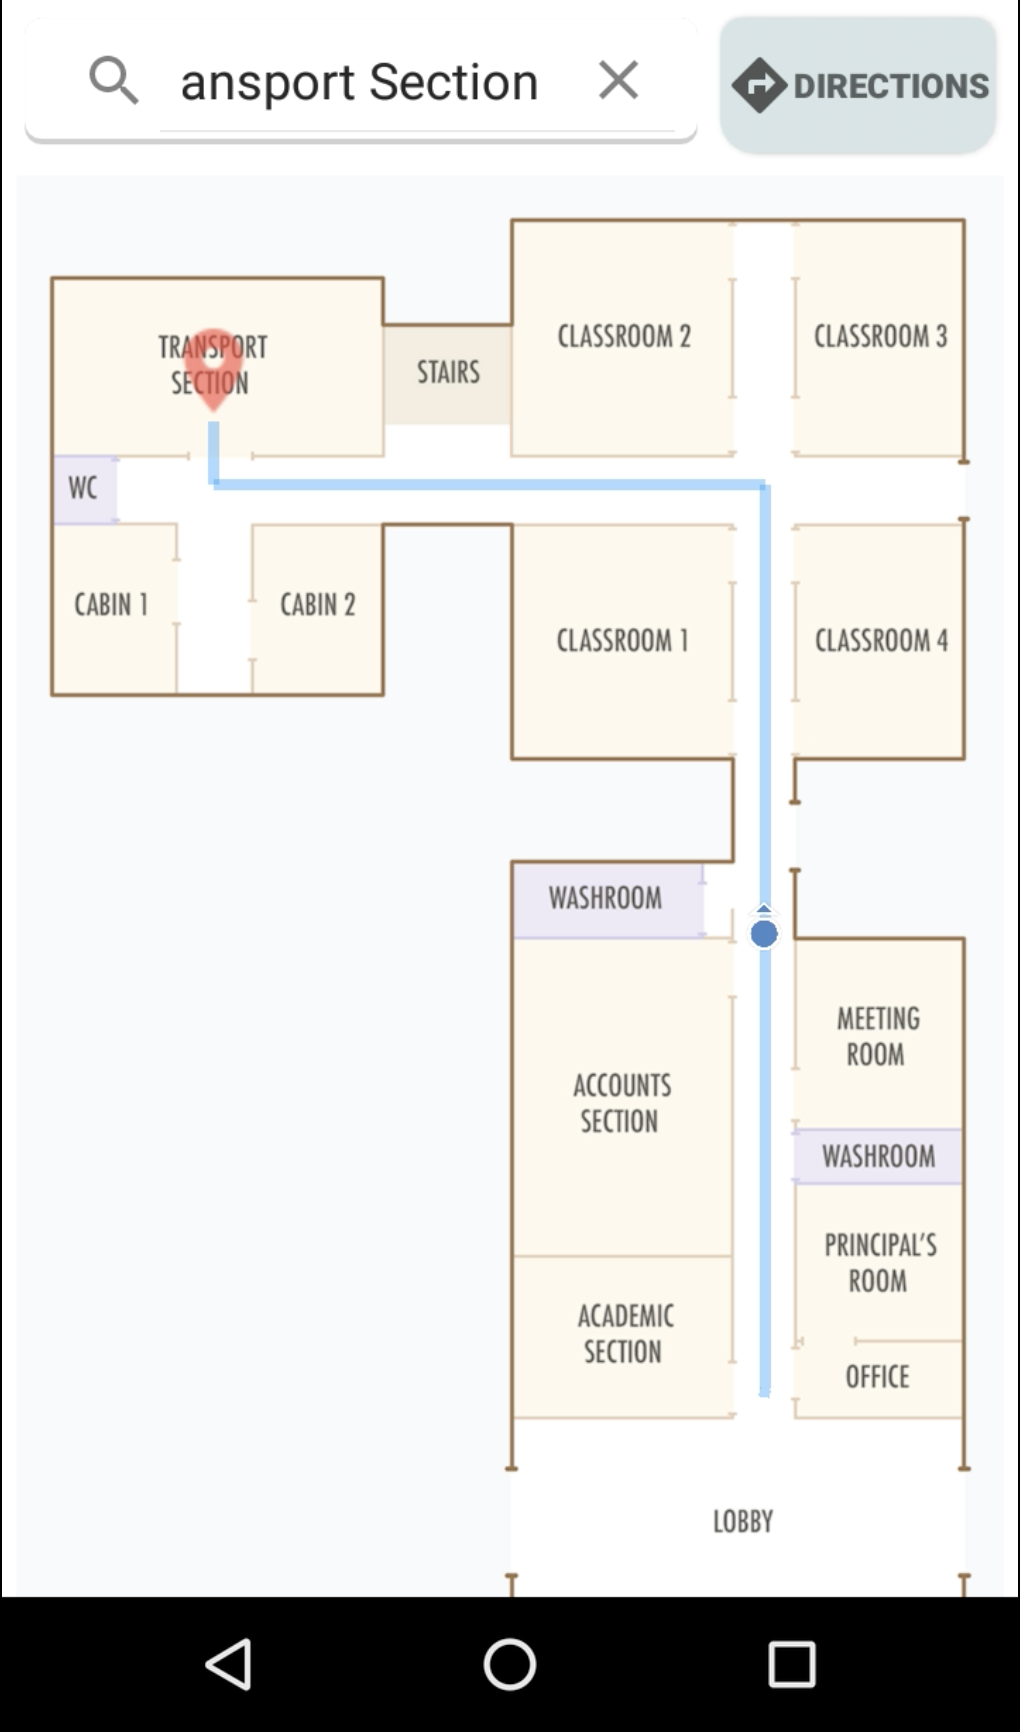 ansport Section
DIRECTIONS
TRANSPORT
SECTION
STAIRS
CLASSROOM 2
CLASSROOM 3
WC
CABIN 1
CABIN 2
CLASSROOM 1
CLASSROOM 4
WASHROOM
MEETING
ROOM
ACCOUNTS
SECTION
WASHROOM
PRINCIPAL'S
ROOM
ACADEMIC
SECTION
OFFICE
LOBBY